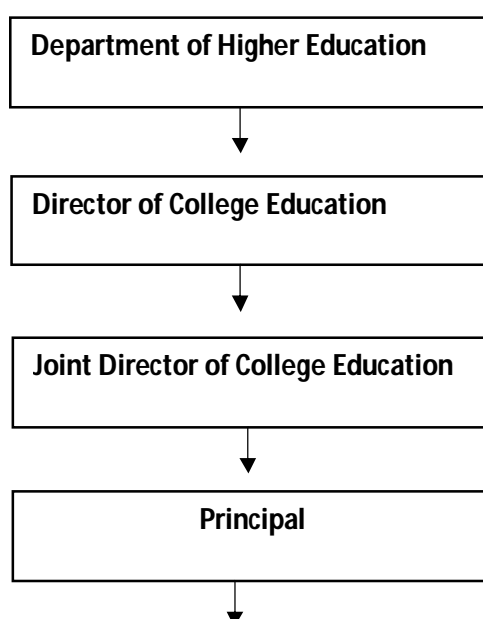 Department of Higher Education
Director of College Education
Joint Director of College Education
Principal